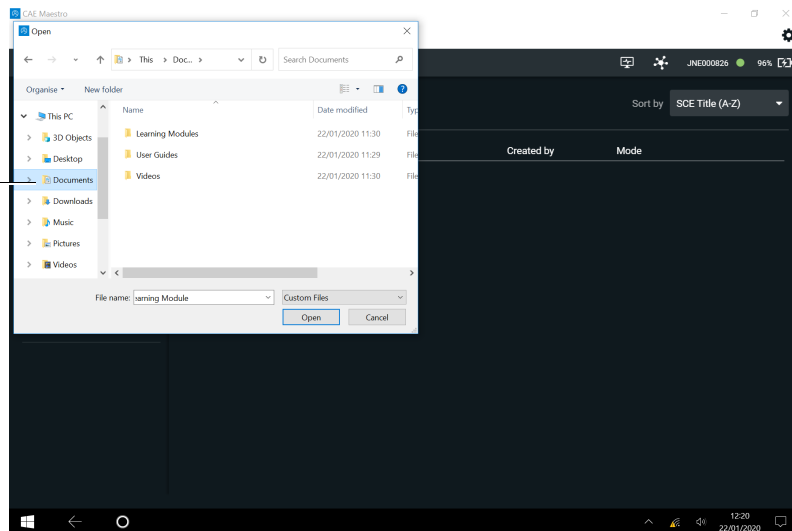 CAE Maestro
Open
This > Doc... >
Search Documents
Organise
New folder
Name
Date modified
Typ
This PC
3D Objects
Desktop
Documents
Downloads
Music
Pictures
Videos
Learning Modules 22/01/2020 11:30 File
User Guides 22/01/2020 11:29 File
Videos 22/01/2020 11:30 File
File name: earning Module
Custom Files
Open
Cancel
JNE000826
96%
Sort by SCE Title (A-Z)
Created by
Mode
12:20
22/01/2020